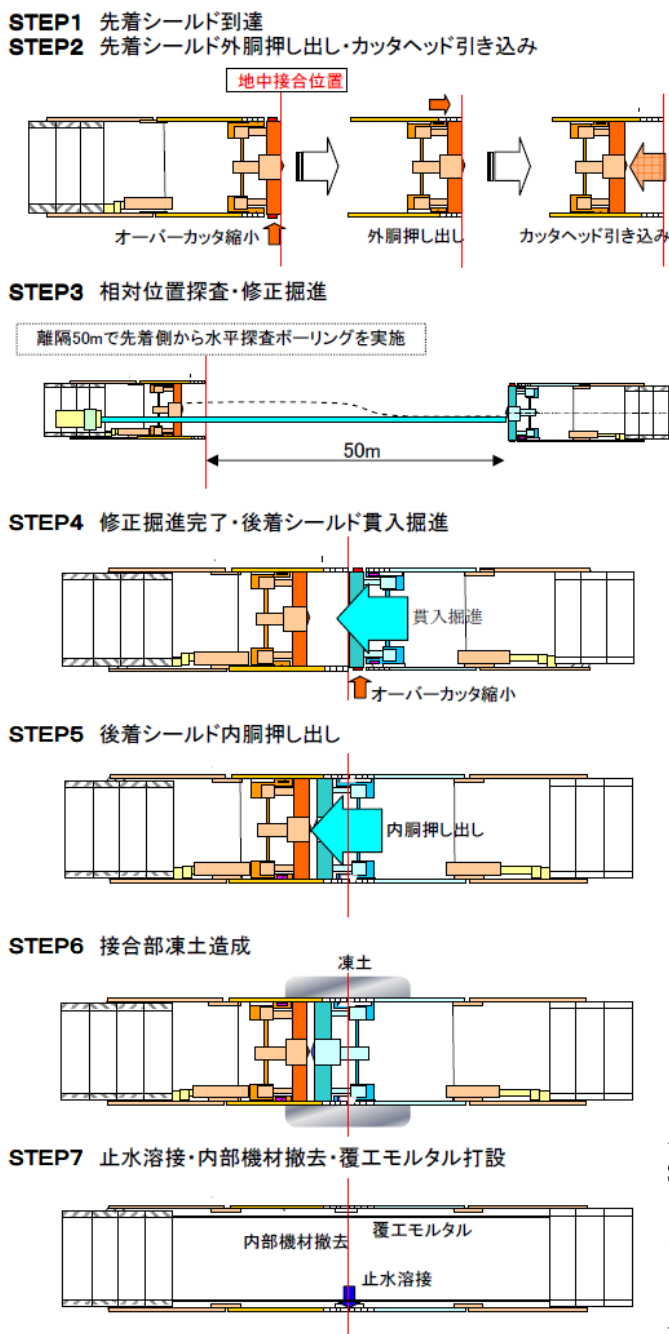 STEP1 先着シールド到達
STEP2 先着シールド外胴押し出し・カッタヘッド引き込み
地中接合位置
オーバーカッタ縮小
外胴押し出し
カッタヘッド引き込み
STEP3 相対位置探査・修正掘進
離隔50mで先着側から水平探査ボーリングを実施
50m
STEP4 修正掘進完了・後着シールド貫入掘進
貫入掘進
オーバーカッタ縮小
STEP5 後着シールド内胴押し出し
内胴押し出し
STEP6 接合部凍土造成
凍土
STEP7 止水溶接・内部機材撤去・覆工モルタル打設
覆工モルタル
内部機材撤去
止水溶接